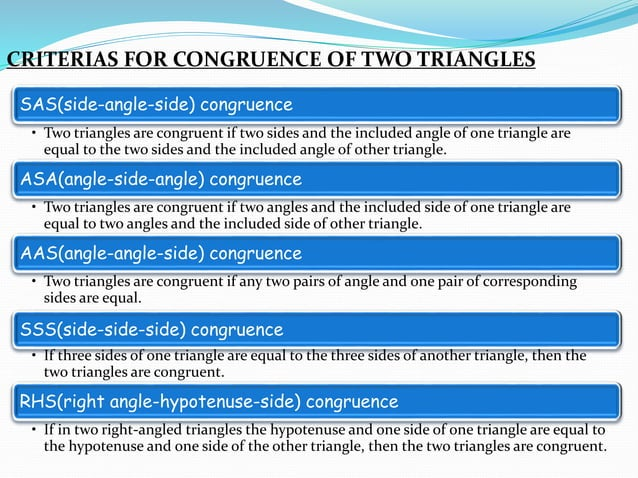 CRITERIAS FOR CONGRUENCE OF TWO TRIANGLES
SAS(side-angle-side) congruence
• Two triangles are congruent if two sides and the included angle of one triangle are
equal to the two sides and the included angle of other triangle.
ASA(angle-side-angle) congruence
• Two triangles are congruent if two angles and the included side of one triangle are
equal to two angles and the included side of other triangle.
AAS(angle-angle-side) congruence
• Two triangles are congruent if any two pairs of angle and one pair of corresponding
sides are equal.
SSS(side-side-side) congruence
• If three sides of one triangle are equal to the three sides of another triangle, then the
two triangles are congruent.
RHS(right angle-hypotenuse-side) congruence
• If in two right-angled triangles the hypotenuse and one side of one triangle are equal to
the hypotenuse and one side of the other triangle, then the two triangles are congruent.